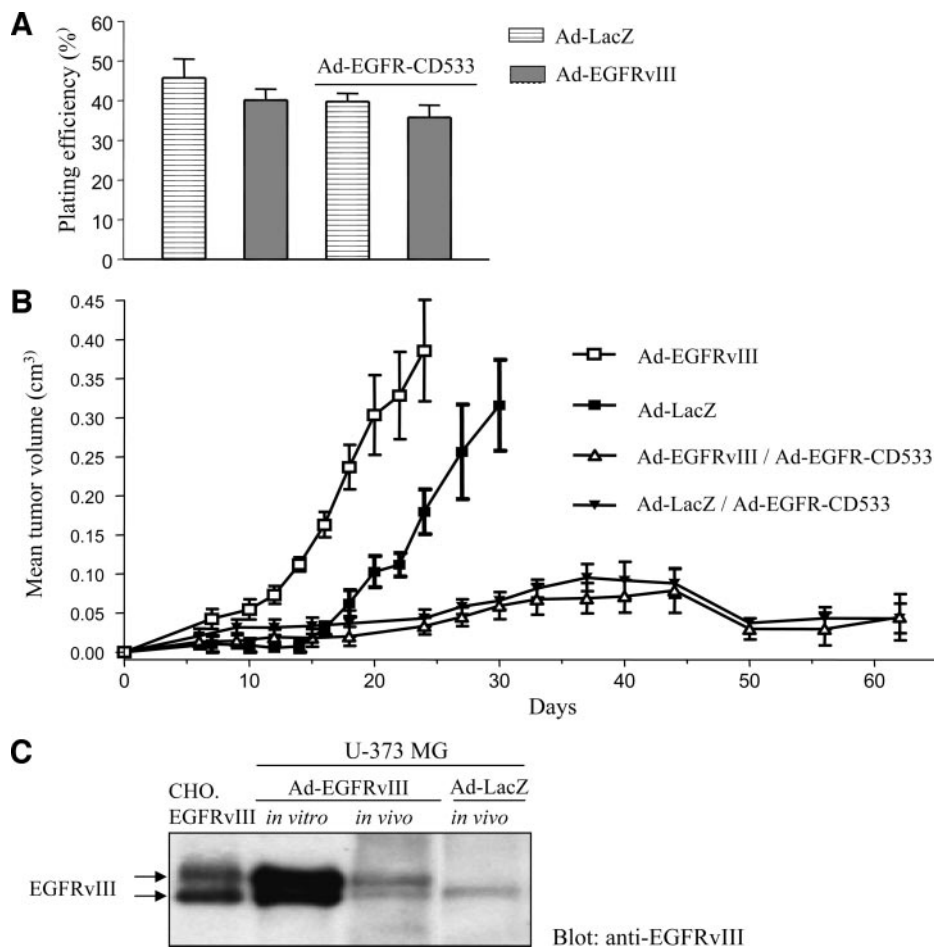 A
Plating efficiency (%)
60
50
40
30
20
10
0
Ad-EGFR-CD533
Ad-LacZ
Ad-EGFRvIII
B
Mean tumor volume (cm³)
0.45
0.40
0.35
0.30
0.25
0.20
0.15
0.10
0.05
0.00
0 10 20 30 40 50 60
Days
Ad-EGFRvIII
Ad-LacZ
Ad-EGFRvIII / Ad-EGFR-CD533
Ad-LacZ / Ad-EGFR-CD533
C
U-373 MG
CHO. Ad-EGFRvIII Ad-LacZ
EGFRvIII in vitro in vivo in vivo
EGFRvIII
Blot: anti-EGFRvIII